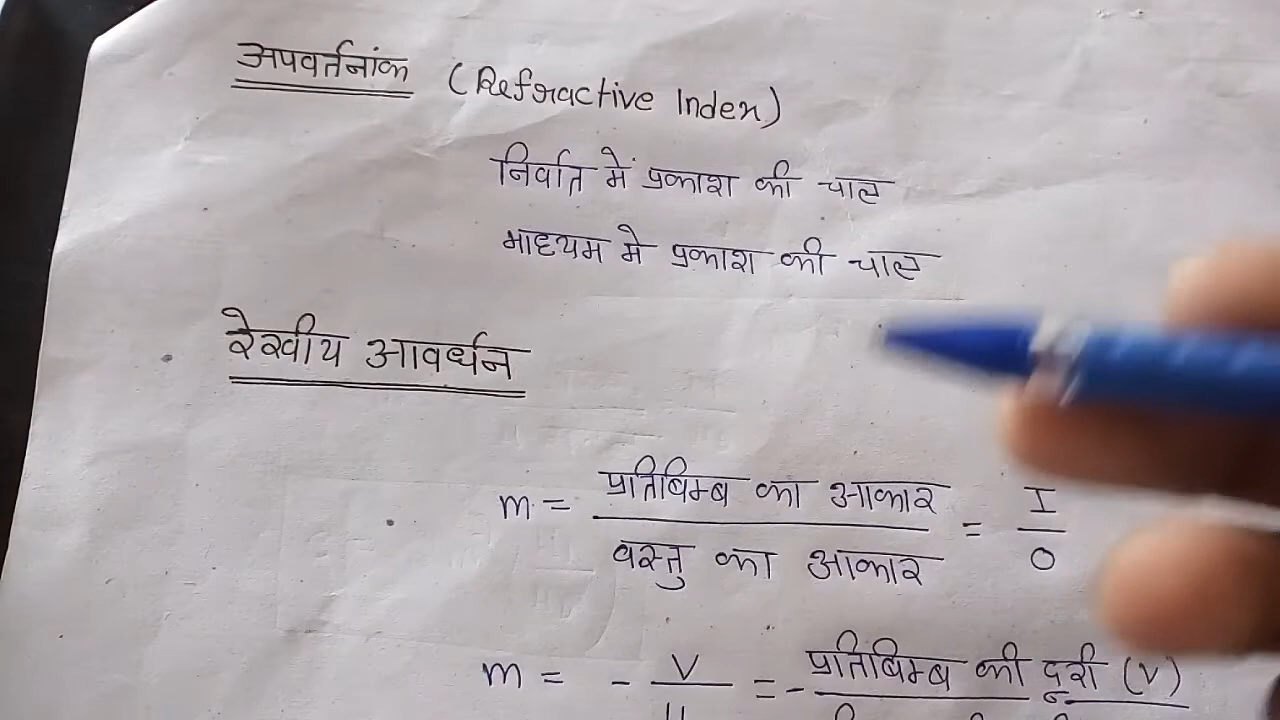 अपवर्तनांक (Refractive Index)
निर्वात में प्रकाश की चाल
माध्यम मे प्रकाश की चाल
रेखीय आवर्धन
m = प्रतिबिम्ब का आकार = I
वस्तु का आकार O
m = - v = - प्रतिबिम्ब की दूरी (v)
u